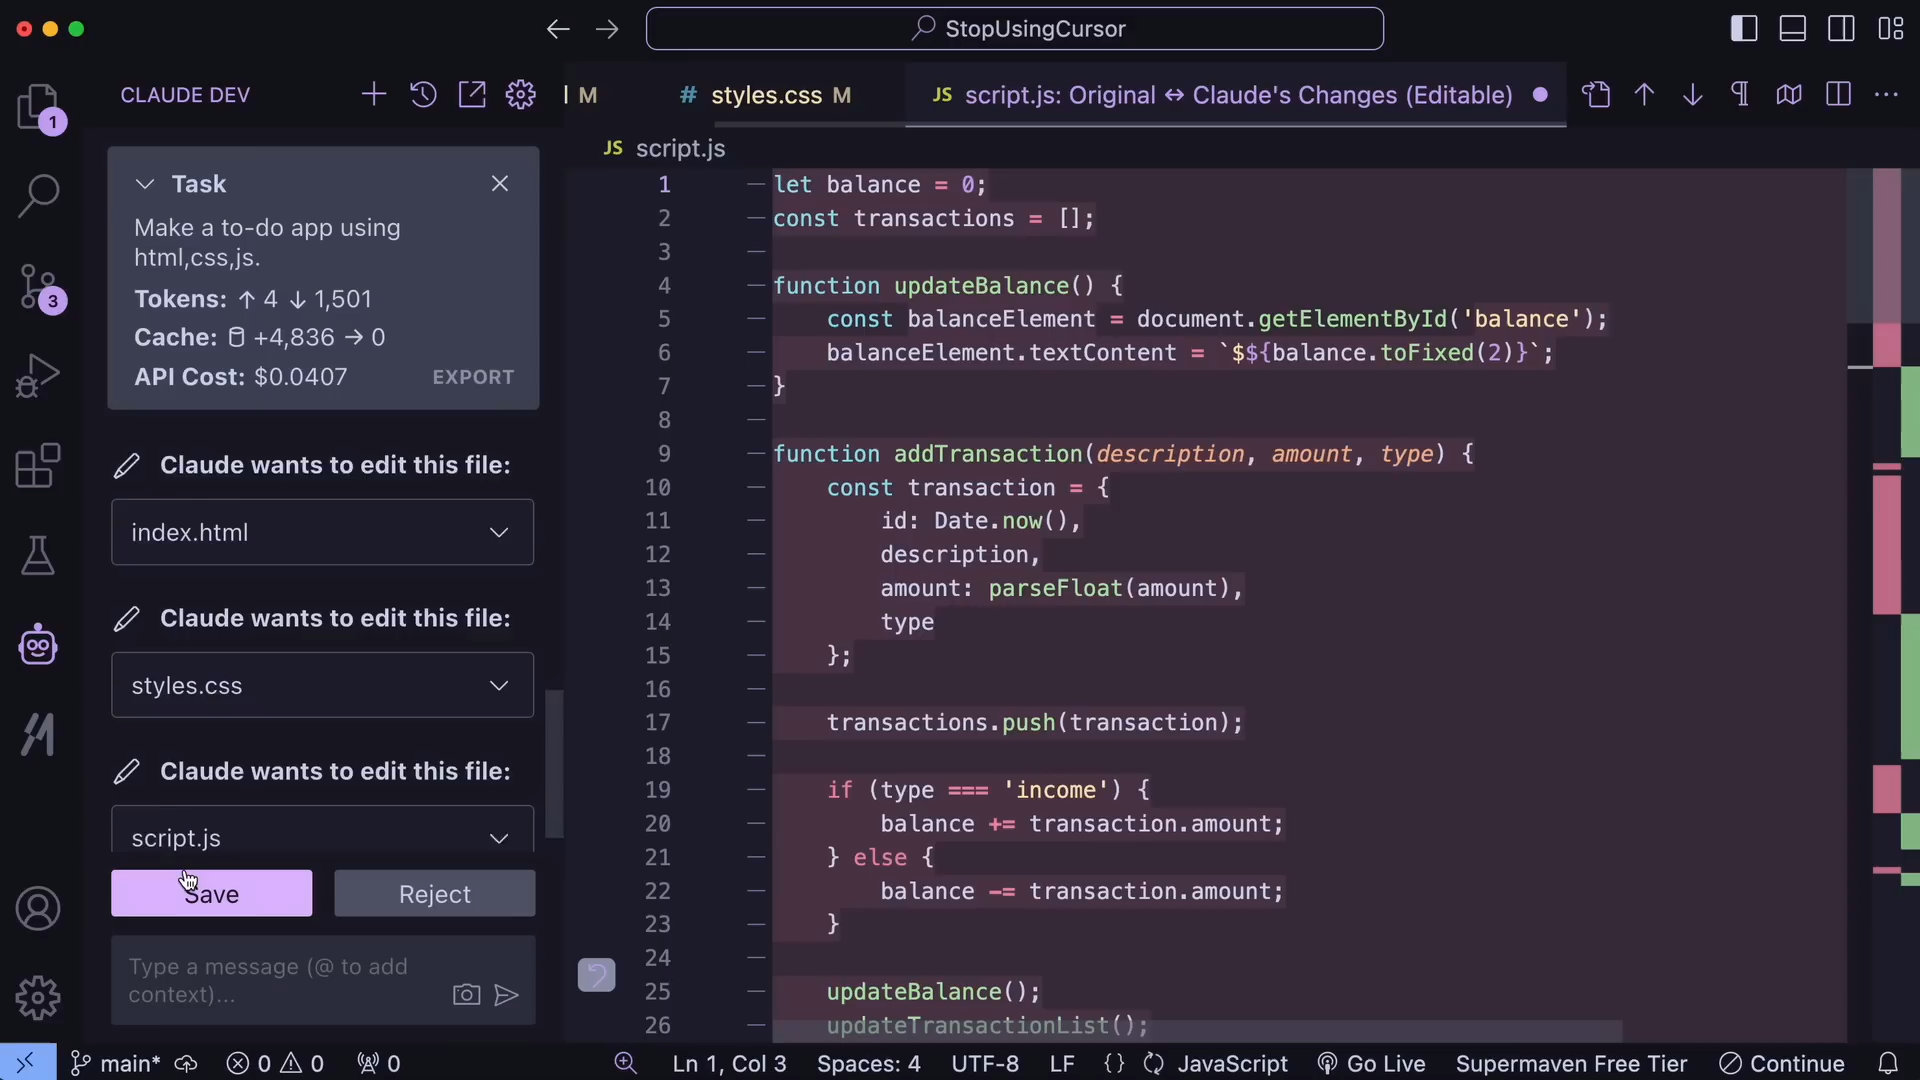 StopUsingCursor
CLAUDE DEV
M
# styles.css M
JS script.js: Original ↔ Claude's Changes (Editable)
JS script.js
1
3
Task
Make a to-do app using
html,css,js.
Tokens: ↑ 4 ↓ 1,501
Cache: +4,836 → 0
API Cost: $0.0407 EXPORT
Claude wants to edit this file:
index.html
Claude wants to edit this file:
styles.css
Claude wants to edit this file:
script.js
Save Reject
Type a message (@ to add
context)...
1 — let balance = 0;
2 — const transactions = [];
3 —
4 — function updateBalance() {
5 — const balanceElement = document.getElementById('balance');
6 — balanceElement.textContent = `$${balance.toFixed(2)}`;
7 — }
8 —
9 — function addTransaction(description, amount, type) {
10 — const transaction = {
11 — id: Date.now(),
12 — description,
13 — amount: parseFloat(amount),
14 — type
15 — };
16 —
17 — transactions.push(transaction);
18 —
19 — if (type === 'income') {
20 — balance += transaction.amount;
21 — } else {
22 — balance -= transaction.amount;
23 — }
24 —
25 — updateBalance();
26 — updateTransactionList();
main* 0 0 0 Ln 1, Col 3 Spaces: 4 UTF-8 LF {} JavaScript Go Live Supermaven Free Tier Continue